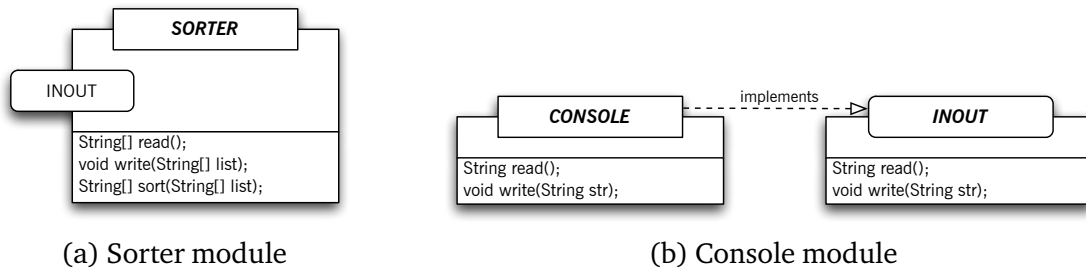 SORTER
INOUT
String[] read();
void write(String[] list);
String[] sort(String[] list);
(a) Sorter module
CONSOLE
implements
INOUT
String read();
void write(String str);
String read();
void write(String str);
(b) Console module